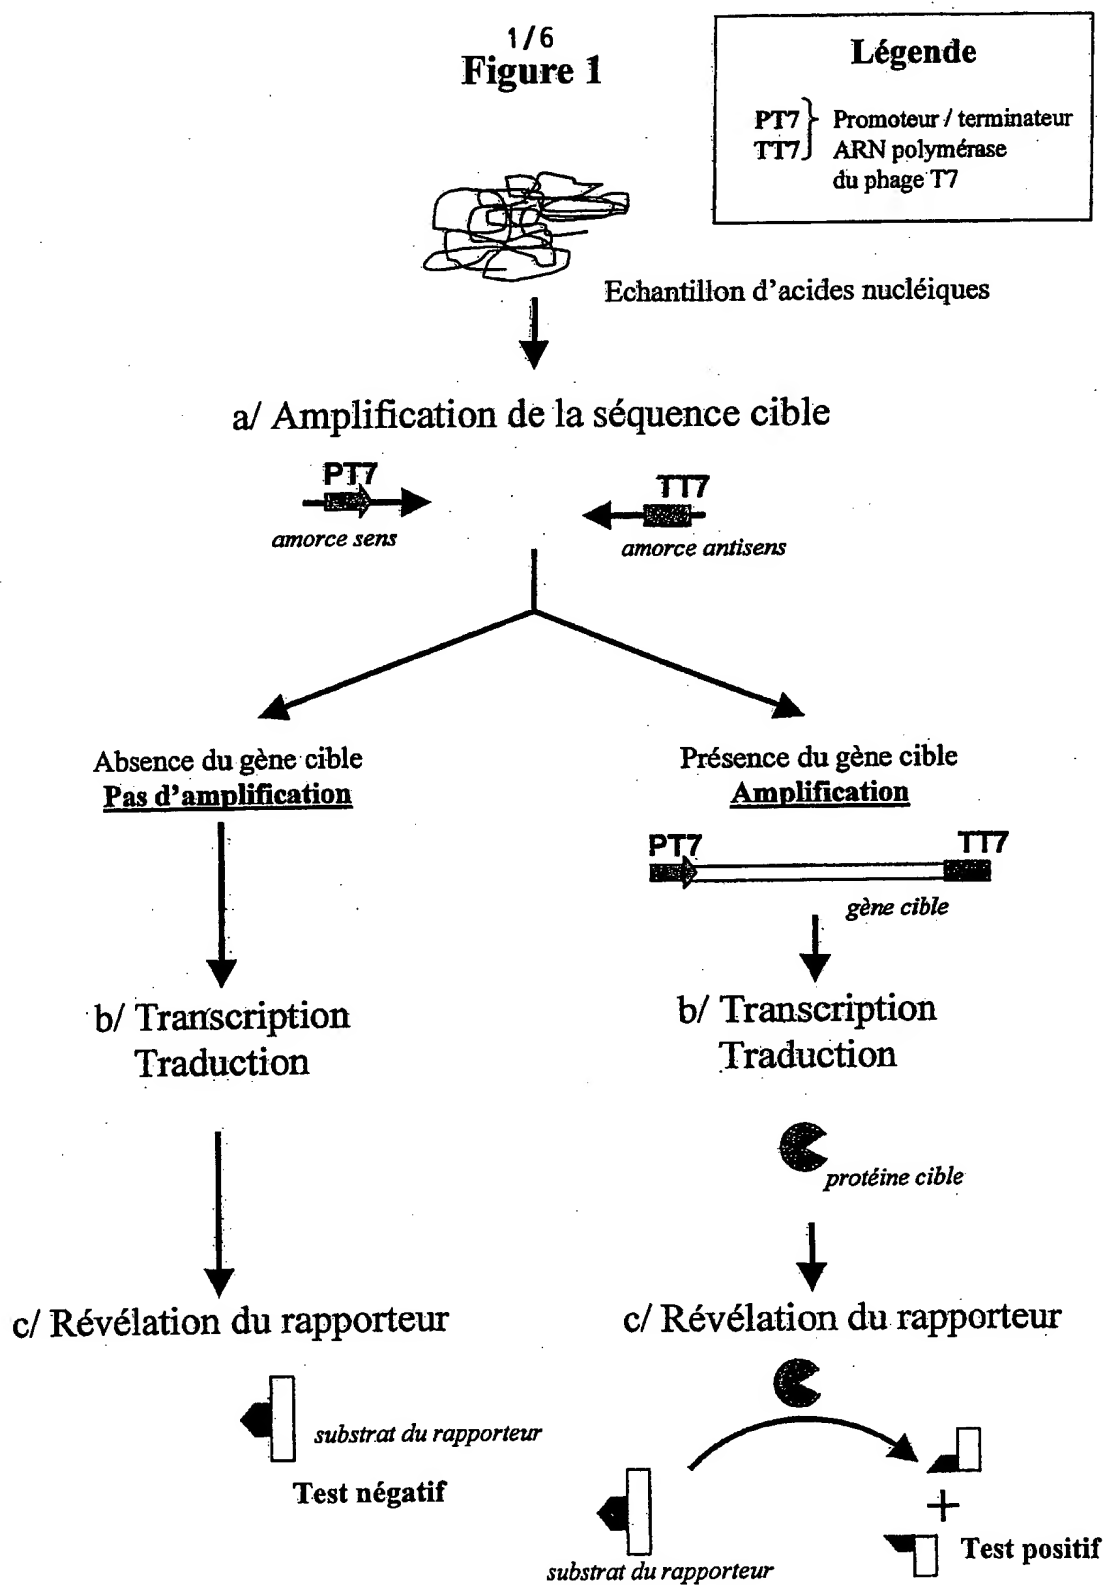 1/6
Figure 1
Légende
PT7 } Promoteur / terminateur
TT7 ARN polymérase
du phage T7
Echantillon d'acides nucléiques
a/ Amplification de la séquence cible
PT7
TT7
amorce sens
amorce antisens
Absence du gène cible
Pas d'amplification
Présence du gène cible
Amplification
PT7
TT7
gène cible
b/ Transcription
Traduction
b/ Transcription
Traduction
protéine cible
c/ Révélation du rapporteur
c/ Révélation du rapporteur
substrat du rapporteur
Test négatif
+
Test positif
substrat du rapporteur